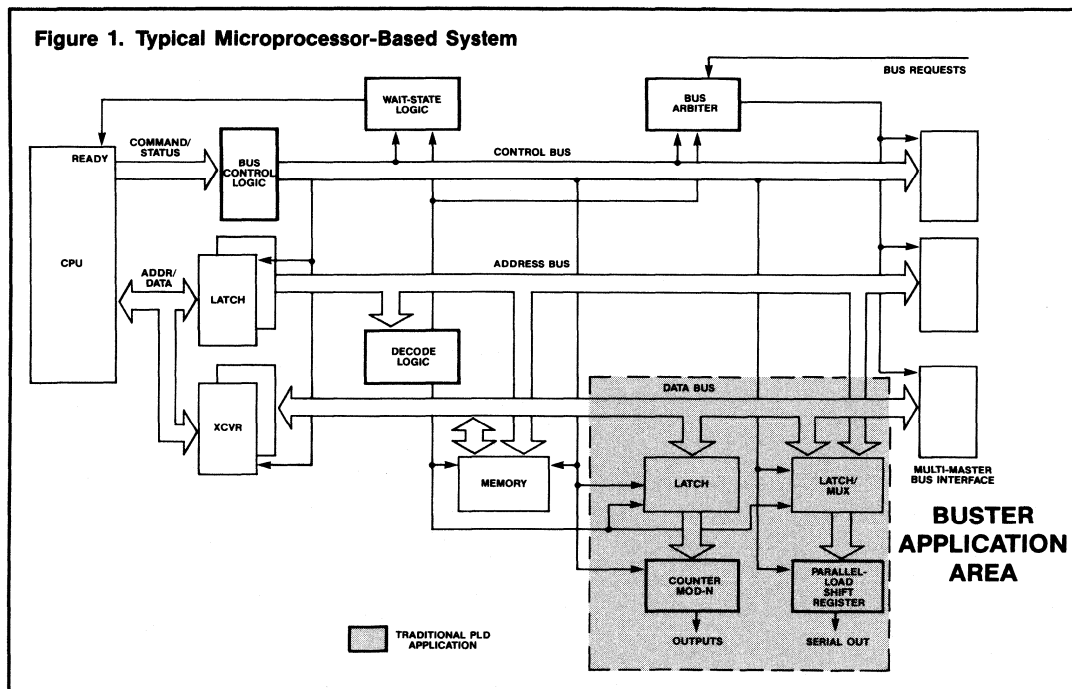 Figure 1. Typical Microprocessor-Based System
BUS REQUESTS
WAIT-STATE
LOGIC
BUS
ARBITER
READY
COMMAND/
STATUS
BUS
CONTROL
LOGIC
CONTROL BUS
CPU
ADDR/
DATA
LATCH
ADDRESS BUS
DECODE
LOGIC
DATA BUS
XCVR
MEMORY
LATCH
LATCH/
MUX
MULTI-MASTER
BUS INTERFACE
BUSTER
APPLICATION
AREA
COUNTER
MOD-N
PARALLEL-
LOAD
SHIFT
REGISTER
TRADITIONAL PLD
APPLICATION
OUTPUTS
SERIAL OUT